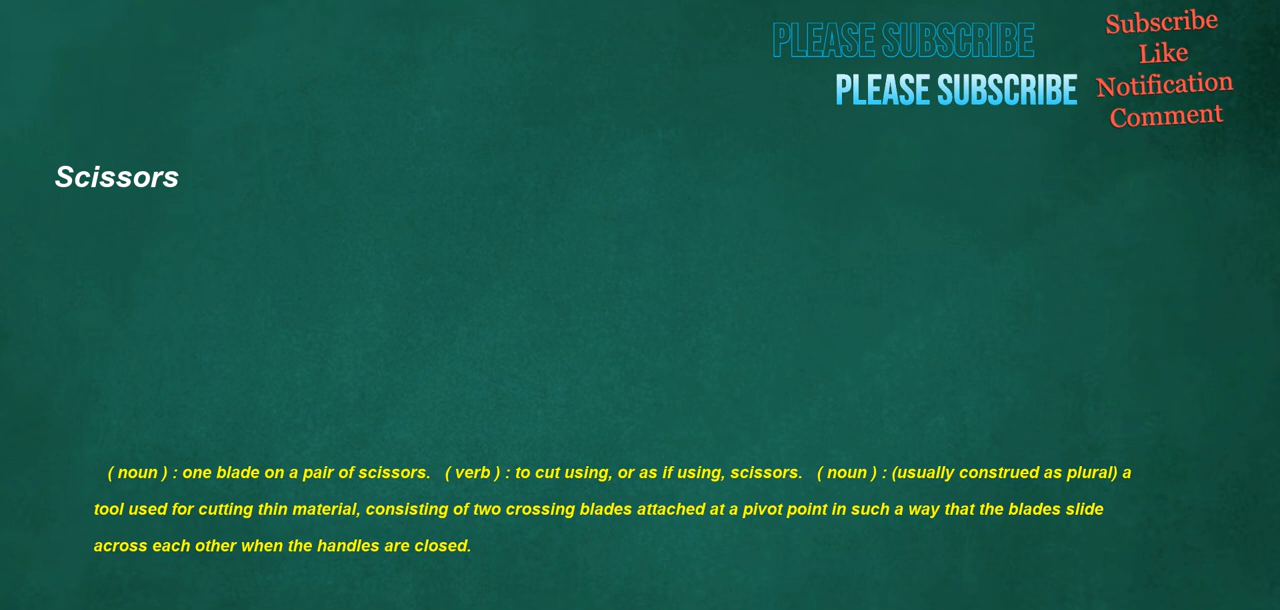 PLEASE SUBSCRIBE
PLEASE SUBSCRIBE
Subscribe
Like
Notification
Comment
Scissors
( noun ) : one blade on a pair of scissors.   ( verb ) : to cut using, or as if using, scissors.   ( noun ) : (usually construed as plural) a
tool used for cutting thin material, consisting of two crossing blades attached at a pivot point in such a way that the blades slide
across each other when the handles are closed.